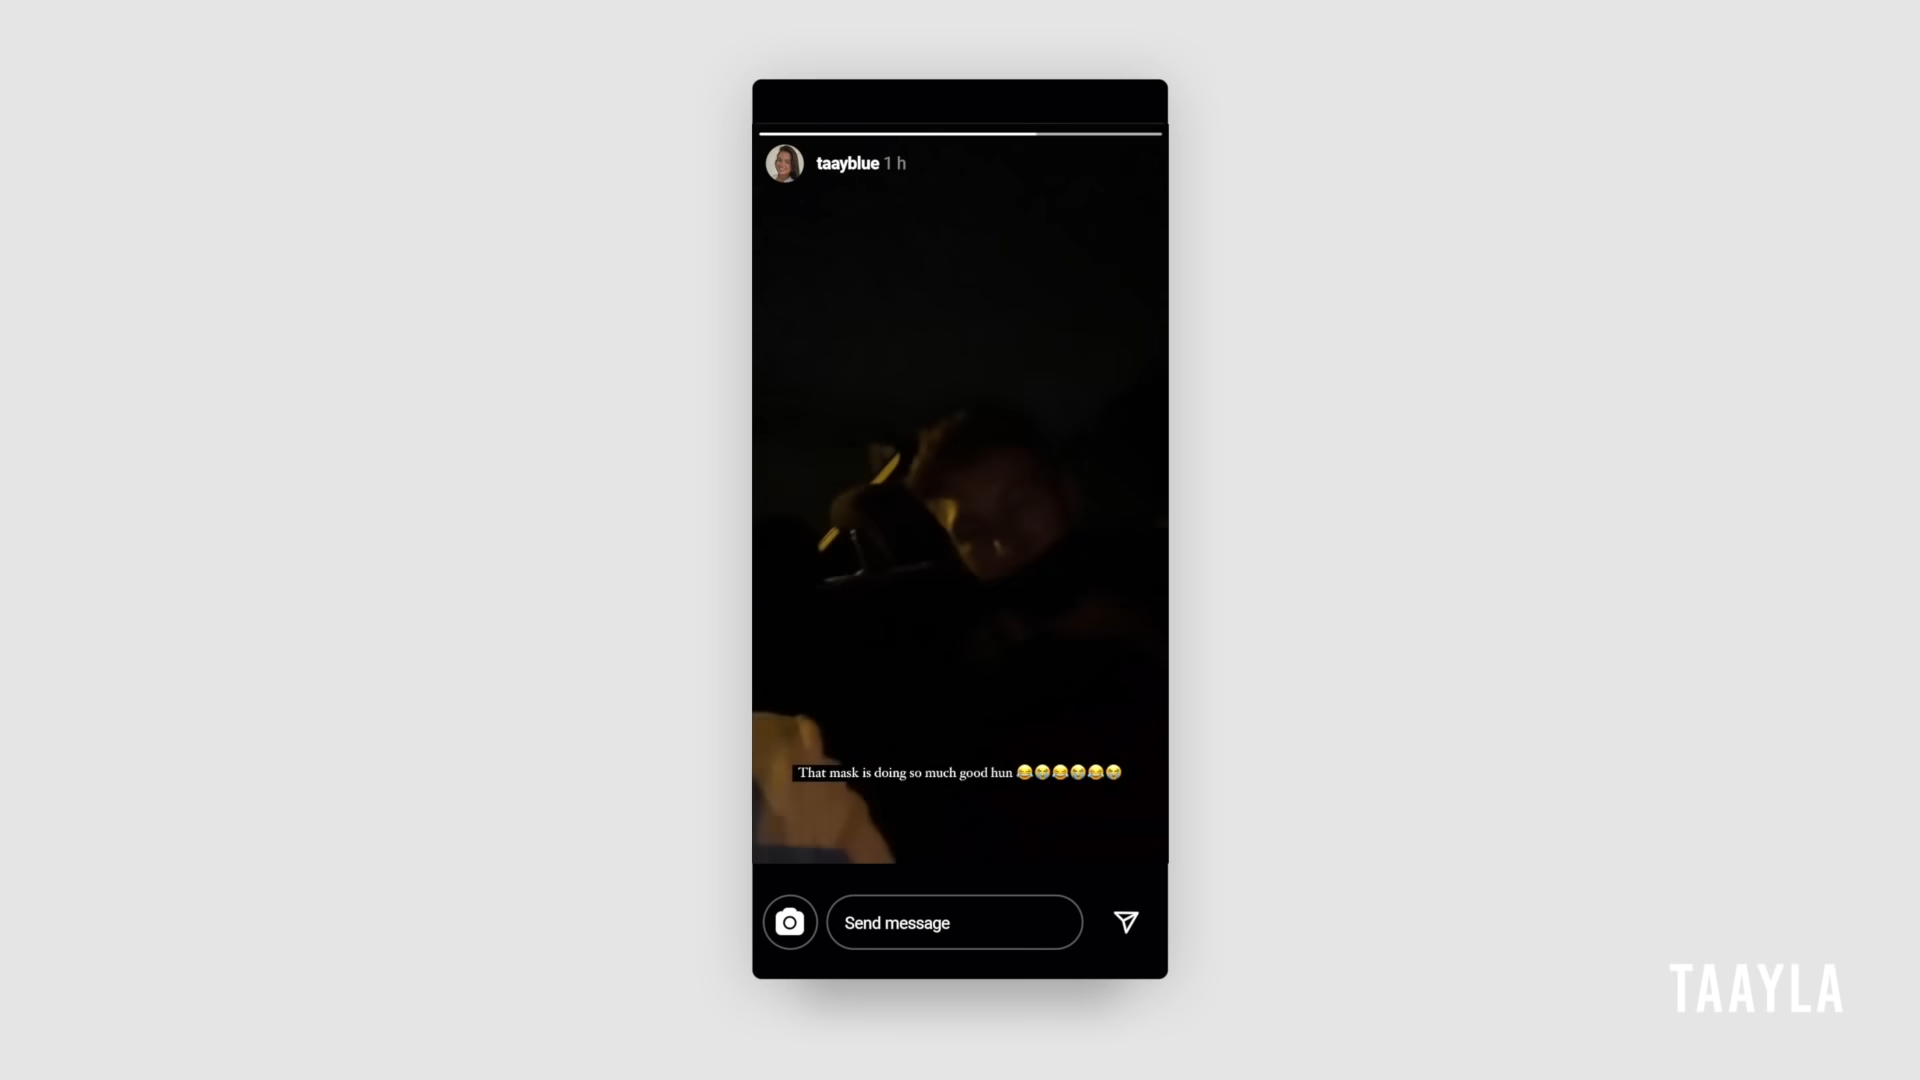 taayblue 1 h
That mask is doing so much good hun 😂😭😂😭😂😭
Send message
TAAYLA